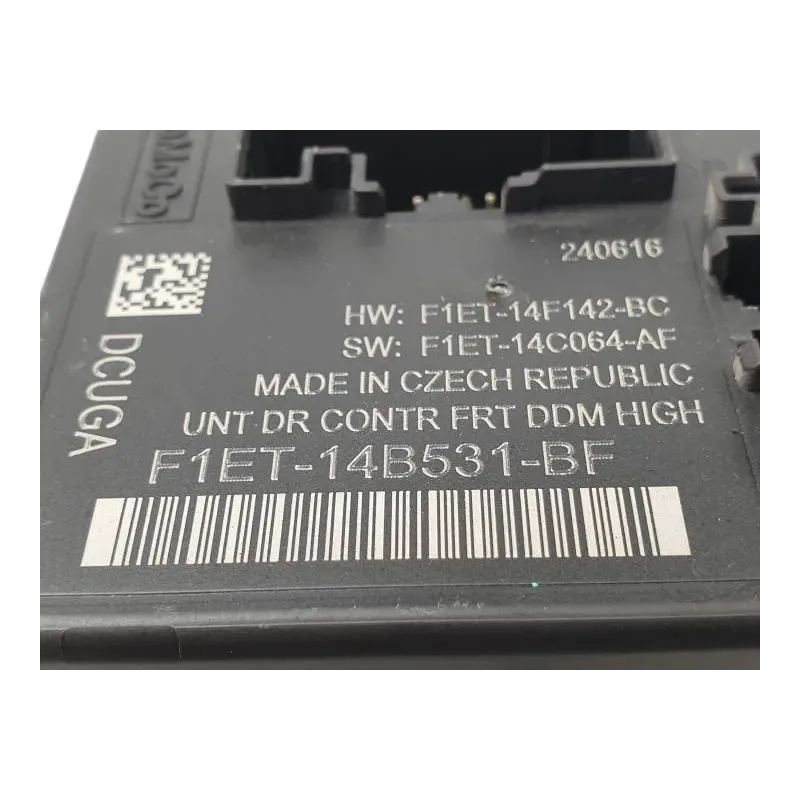 oMoCo
240616
HW: F1ET-14F142-BC
SW: F1ET-14C064-AF
MADE IN CZECH REPUBLIC
UNT DR CONTR FRT DDM HIGH
F1ET-14B531-BF
DCUGA